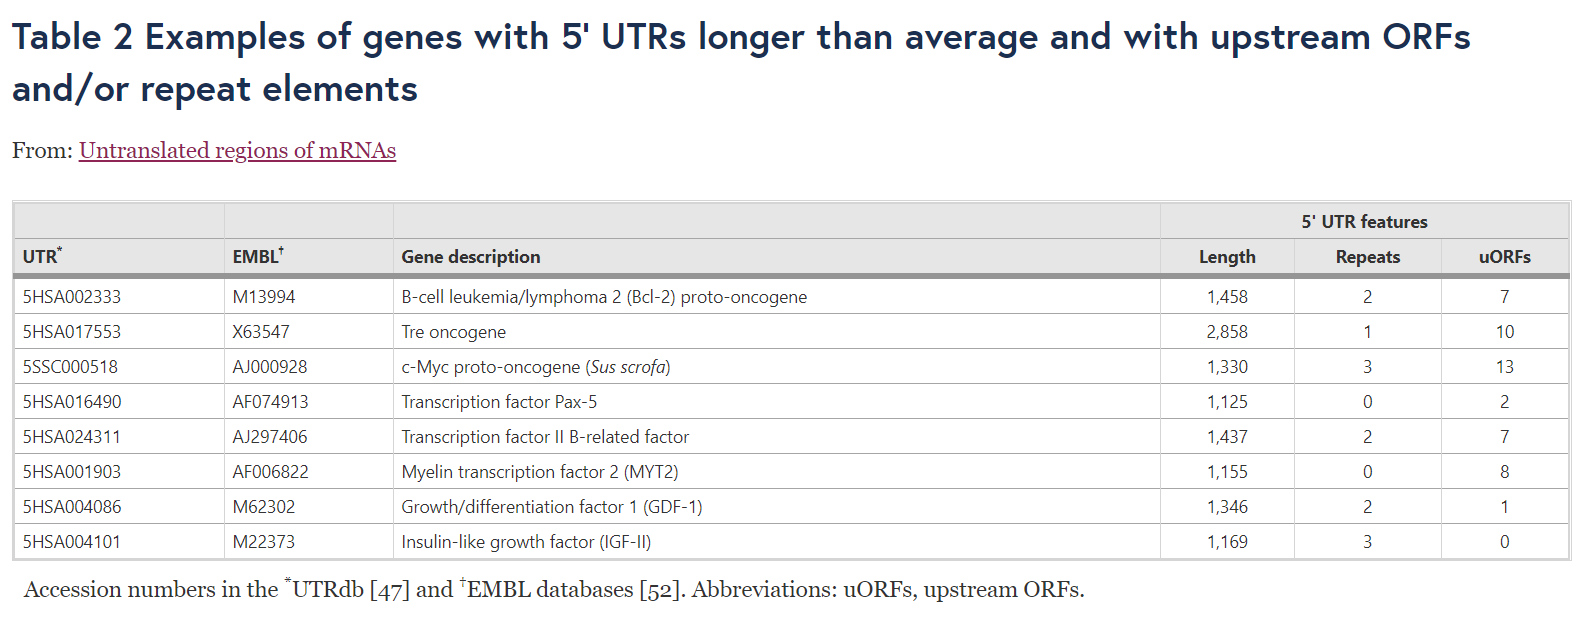 Table 2 Examples of genes with 5' UTRs longer than average and with upstream ORFs
and/or repeat elements
From: Untranslated regions of mRNAs
5' UTR features
UTR* EMBL† Gene description Length Repeats uORFs
5HSA002333 M13994 B-cell leukemia/lymphoma 2 (Bcl-2) proto-oncogene 1,458 2 7
5HSA017553 X63547 Tre oncogene 2,858 1 10
5SSC000518 AJ000928 c-Myc proto-oncogene (Sus scrofa) 1,330 3 13
5HSA016490 AF074913 Transcription factor Pax-5 1,125 0 2
5HSA024311 AJ297406 Transcription factor II B-related factor 1,437 2 7
5HSA001903 AF006822 Myelin transcription factor 2 (MYT2) 1,155 0 8
5HSA004086 M62302 Growth/differentiation factor 1 (GDF-1) 1,346 2 1
5HSA004101 M22373 Insulin-like growth factor (IGF-II) 1,169 3 0
Accession numbers in the *UTRdb [47] and †EMBL databases [52]. Abbreviations: uORFs, upstream ORFs.